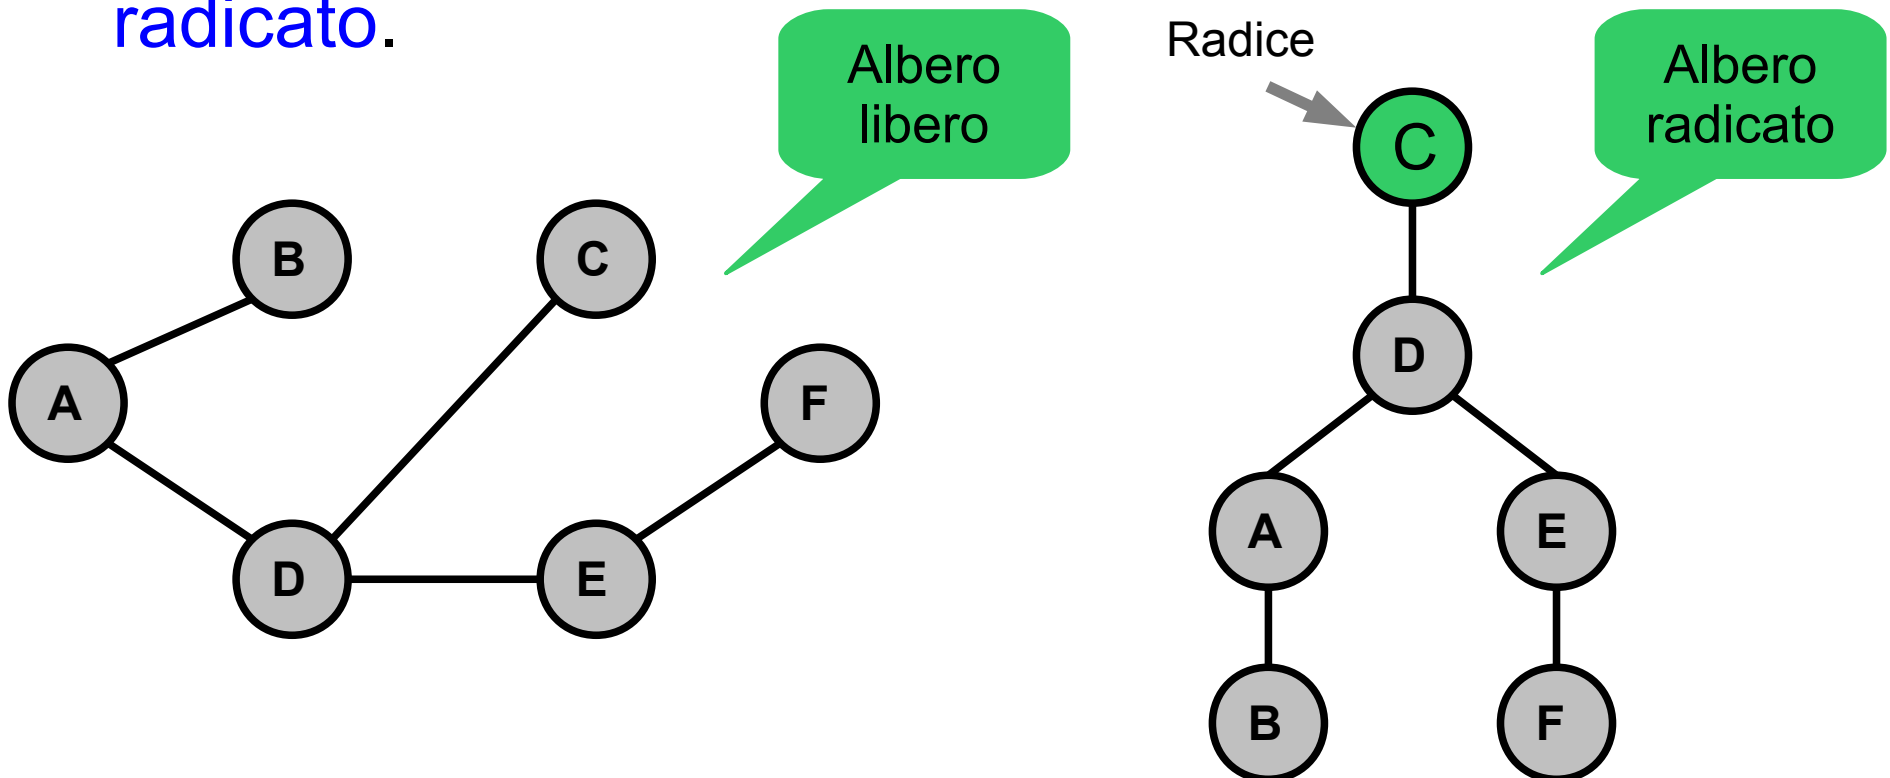 radicato.
Albero
libero
B
C
A
F
D
E
Radice
Albero
radicato
C
D
A
E
B
F